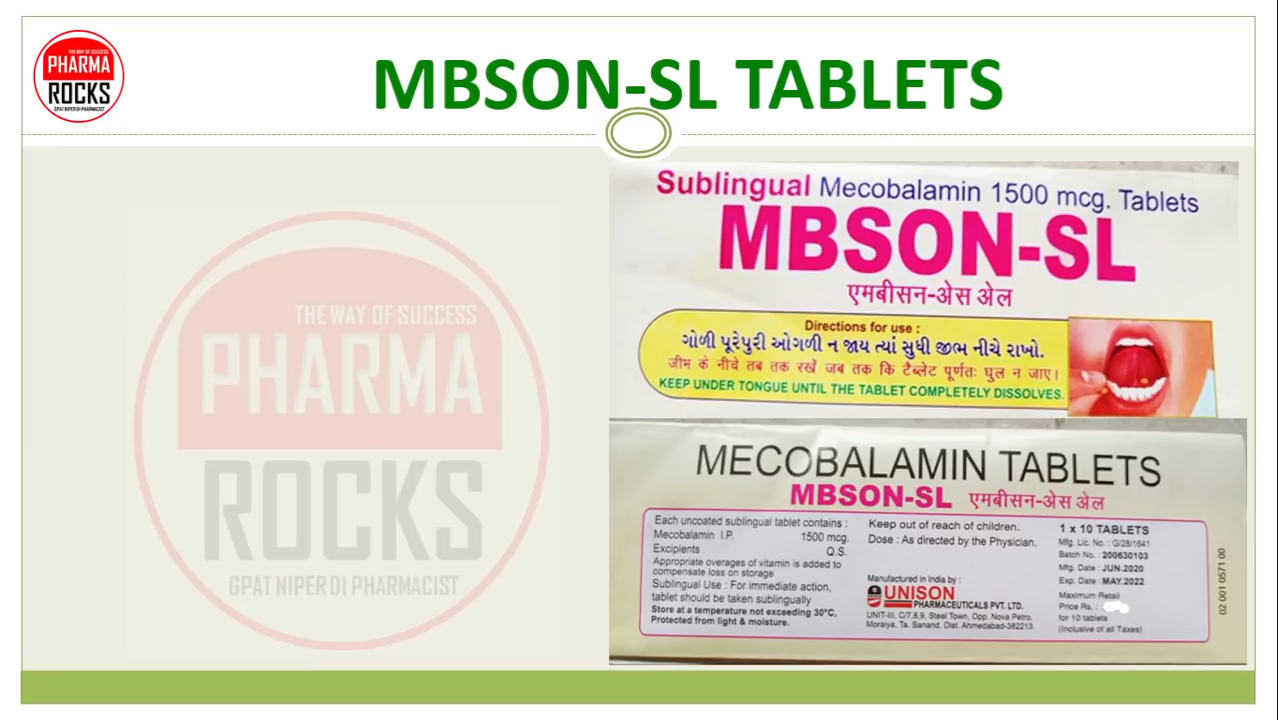 THE WAY OF SUCCESS
PHARMA
ROCKS
GPAT NIPER DI PHARMACIST
MBSON-SL TABLETS
THE WAY OF SUCCESS
PHARMA
ROCKS
GPAT NIPER DI PHARMACIST
Sublingual Mecobalamin 1500 mcg. Tablets
MBSON-SL
एमबीसन-अेस अेल
Directions for use :
ગોળી પૂરેપુરી ઓગળી ન જાય ત્યાં સુધી જીભ નીચે રાખો.
जीभ के नीचे तब तक रखें जब तक कि टैब्लेट पूर्णतः घुल न जाए।
KEEP UNDER TONGUE UNTIL THE TABLET COMPLETELY DISSOLVES.
MECOBALAMIN TABLETS
MBSON-SL एमबीसन-अेस अेल
Each uncoated sublingual tablet contains :
Mecobalamin I.P. 1500 mcg.
Excipients Q.S.
Appropriate overages of vitamin is added to
compensate loss on storage
Sublingual Use : For immediate action,
tablet should be taken sublingually
Store at a temperature not exceeding 30°C,
Protected from light & moisture.
Keep out of reach of children.
Dose : As directed by the Physician.
Manufactured in India by :
UNISON
PHARMACEUTICALS PVT. LTD.
UNIT-III, C/7,8,9, Steel Town, Opp. Nova Petro,
Moraiya, Ta. Sanand, Dist. Ahmedabad-382213.
1 x 10 TABLETS
Mfg. Lic. No. : G/28/1641
Batch No. : 200630103
Mfg. Date : JUN.2020
Exp. Date : MAY.2022
Maximum Retail
Price Rs. :
for 10 tablets
(Inclusive of all Taxes)
02 001 0571 00